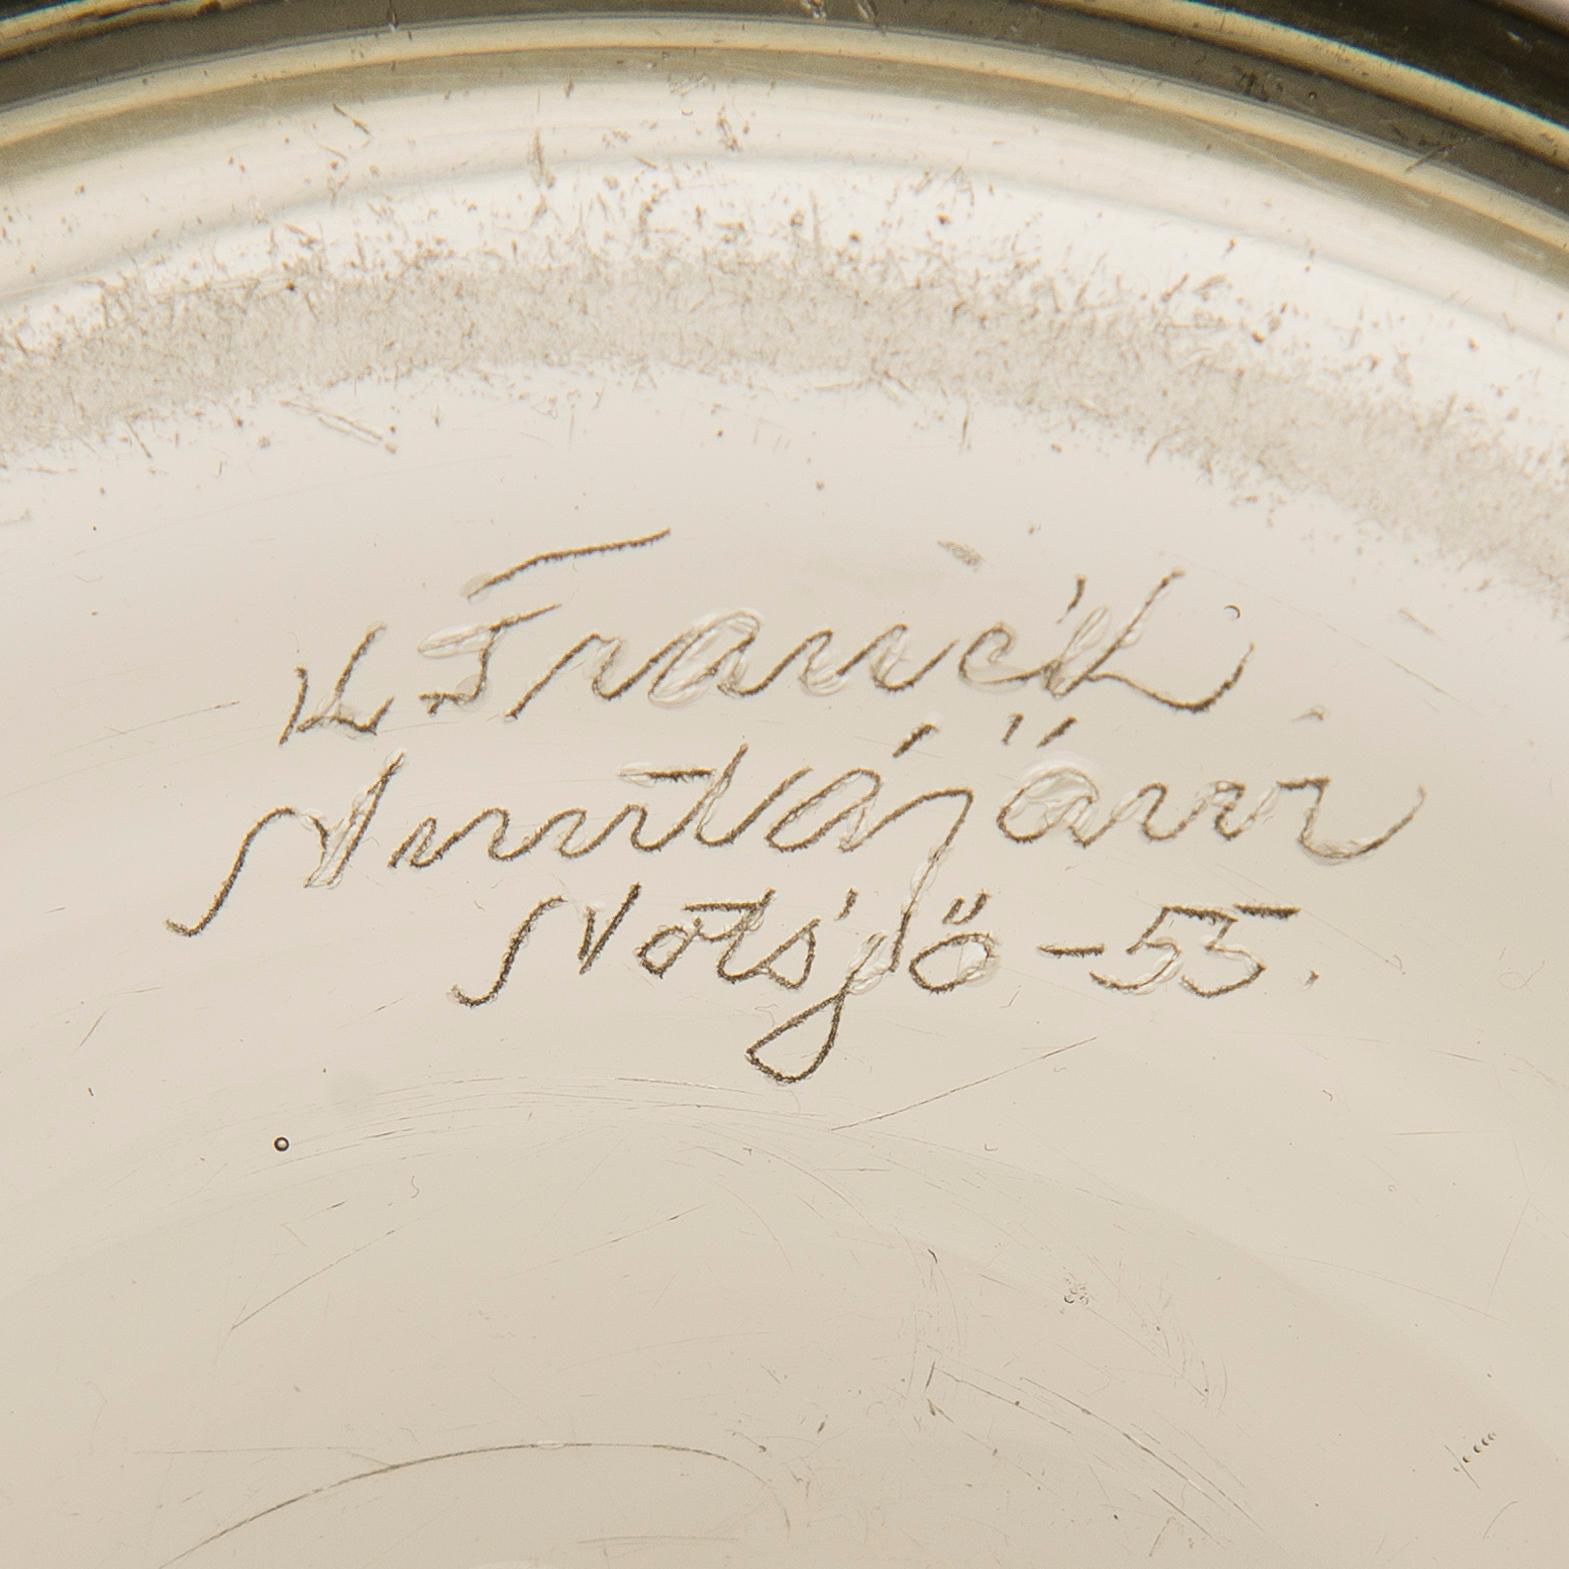 K Franck
Nuutajärvi
Notsjö -55.